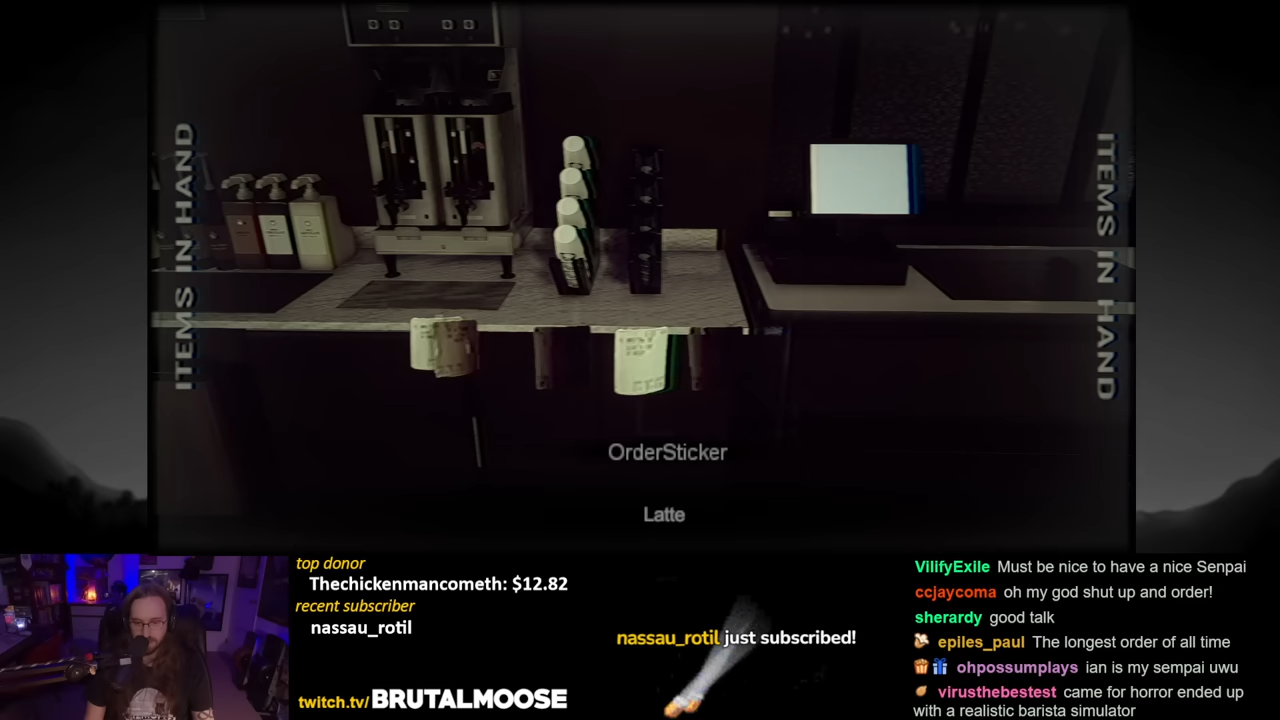 ITEMS IN HAND
ITEMS IN HAND
OrderSticker
Latte
top donor
Thechickenmancometh: $12.82
recent subscriber
nassau_rotil
twitch.tv/BRUTALMOOSE
nassau_rotil just subscribed!
VilifyExile Must be nice to have a nice Senpai
ccjaycoma oh my god shut up and order!
sherardy good talk
epiles_paul The longest order of all time
ohpossumplays ian is my sempai uwu
virusthebestest came for horror ended up
with a realistic barista simulator